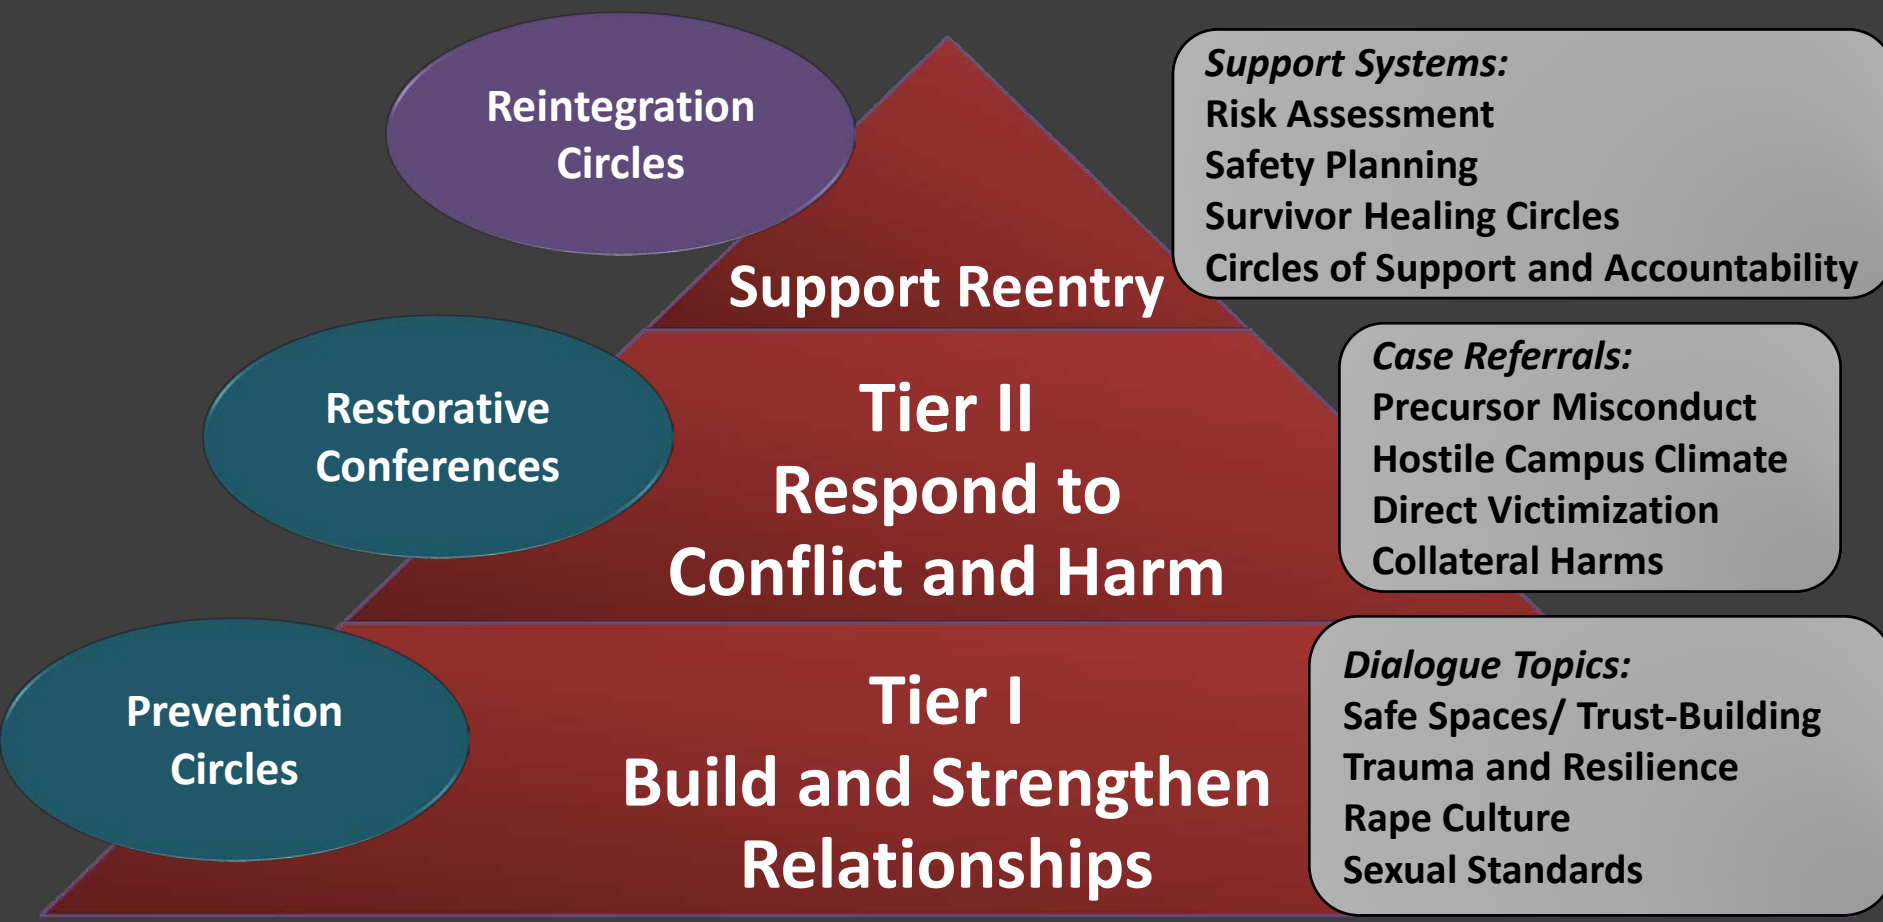 Reintegration
Circles
Support Reentry
Support Systems:
Risk Assessment
Safety Planning
Survivor Healing Circles
Circles of Support and Accountability
Restorative
Conferences
Tier II
Respond to
Conflict and Harm
Case Referrals:
Precursor Misconduct
Hostile Campus Climate
Direct Victimization
Collateral Harms
Prevention
Circles
Tier I
Build and Strengthen
Relationships
Dialogue Topics:
Safe Spaces/ Trust-Building
Trauma and Resilience
Rape Culture
Sexual Standards